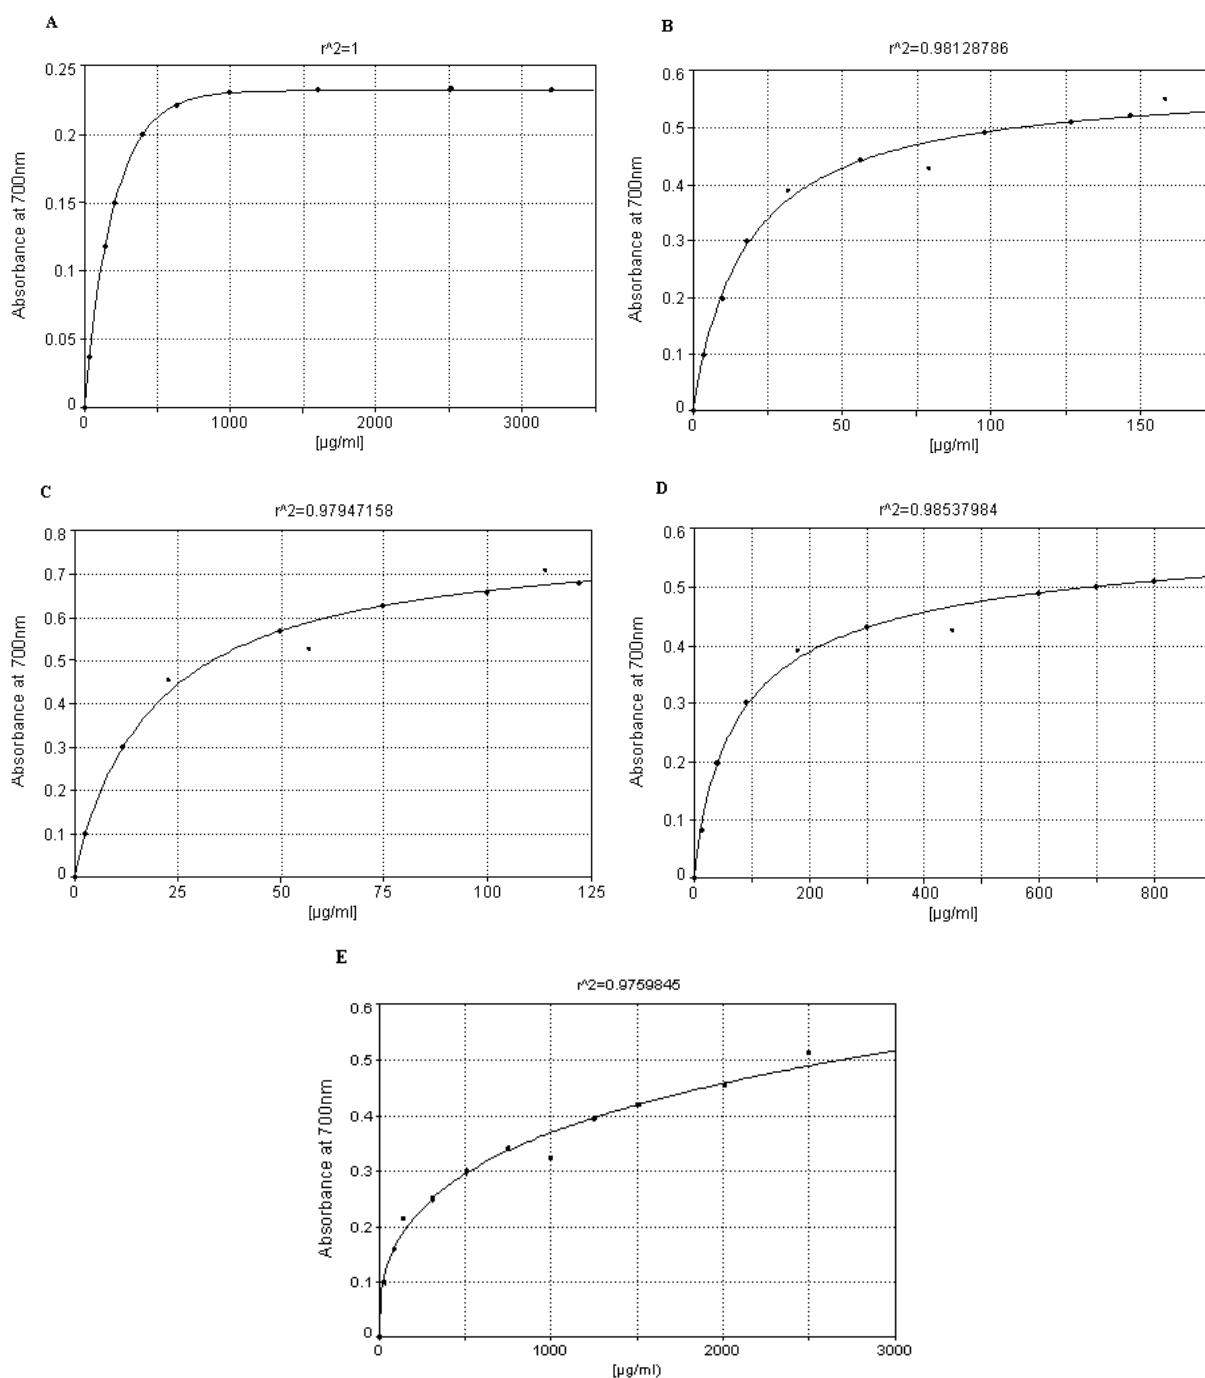 A
r^2=1
0.25
0.2
0.15
0.1
0.05
0
Absorbance at 700nm
0
1000
2000
3000
[µg/ml]
B
r^2=0.98128786
0.6
0.5
0.4
0.3
0.2
0.1
0
Absorbance at 700nm
0
50
100
150
[µg/ml]
C
r^2=0.97947158
0.8
0.7
0.6
0.5
0.4
0.3
0.2
0.1
0
Absorbance at 700nm
0
25
50
75
100
125
[µg/ml]
D
r^2=0.98537984
0.6
0.5
0.4
0.3
0.2
0.1
0
Absorbance at 700nm
0
200
400
600
800
[µg/ml]
E
r^2=0.9759845
0.6
0.5
0.4
0.3
0.2
0.1
0
Absorbance at 700nm
0
1000
2000
3000
[µg/ml)